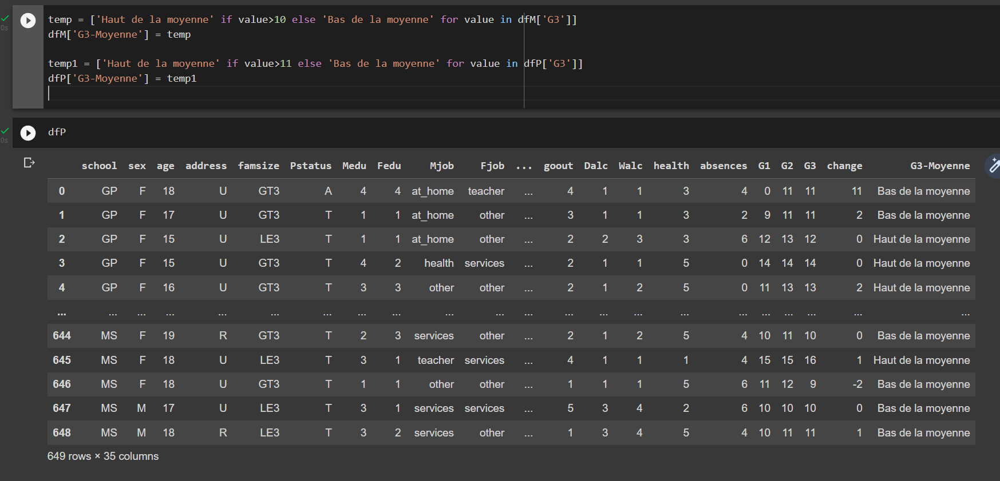 temp = ['Haut de la moyenne' if value>10 else 'Bas de la moyenne' for value in dfM['G3']]
dfM['G3-Moyenne'] = temp
temp1 = ['Haut de la moyenne' if value>11 else 'Bas de la moyenne' for value in dfP['G3']]
dfP['G3-Moyenne'] = temp1
0s
dfP
0s
school sex age address famsize Pstatus Medu Fedu Mjob Fjob ... goout Dalc Walc health absences G1 G2 G3 change G3-Moyenne
0 GP F 18 U GT3 A 4 4 at_home teacher ... 4 1 1 3 4 0 11 11 11 Bas de la moyenne
1 GP F 17 U GT3 T 1 1 at_home other ... 3 1 1 3 2 9 11 11 2 Bas de la moyenne
2 GP F 15 U LE3 T 1 1 at_home other ... 2 2 3 3 6 12 13 12 0 Haut de la moyenne
3 GP F 15 U GT3 T 4 2 health services ... 2 1 1 5 0 14 14 14 0 Haut de la moyenne
4 GP F 16 U GT3 T 3 3 other other ... 2 1 2 5 0 11 13 13 2 Haut de la moyenne
... ... ... ... ... ... ... ... ... ... ... ... ... ... ... ... ... ... ... ... ... ...
644 MS F 19 R GT3 T 2 3 services other ... 2 1 2 5 4 10 11 10 0 Bas de la moyenne
645 MS F 18 U LE3 T 3 1 teacher services ... 4 1 1 1 4 15 15 16 1 Haut de la moyenne
646 MS F 18 U GT3 T 1 1 other other ... 1 1 1 5 6 11 12 9 -2 Bas de la moyenne
647 MS M 17 U LE3 T 3 1 services services ... 5 3 4 2 6 10 10 10 0 Bas de la moyenne
648 MS M 18 R LE3 T 3 2 services other ... 1 3 4 5 4 10 11 11 1 Bas de la moyenne
649 rows × 35 columns